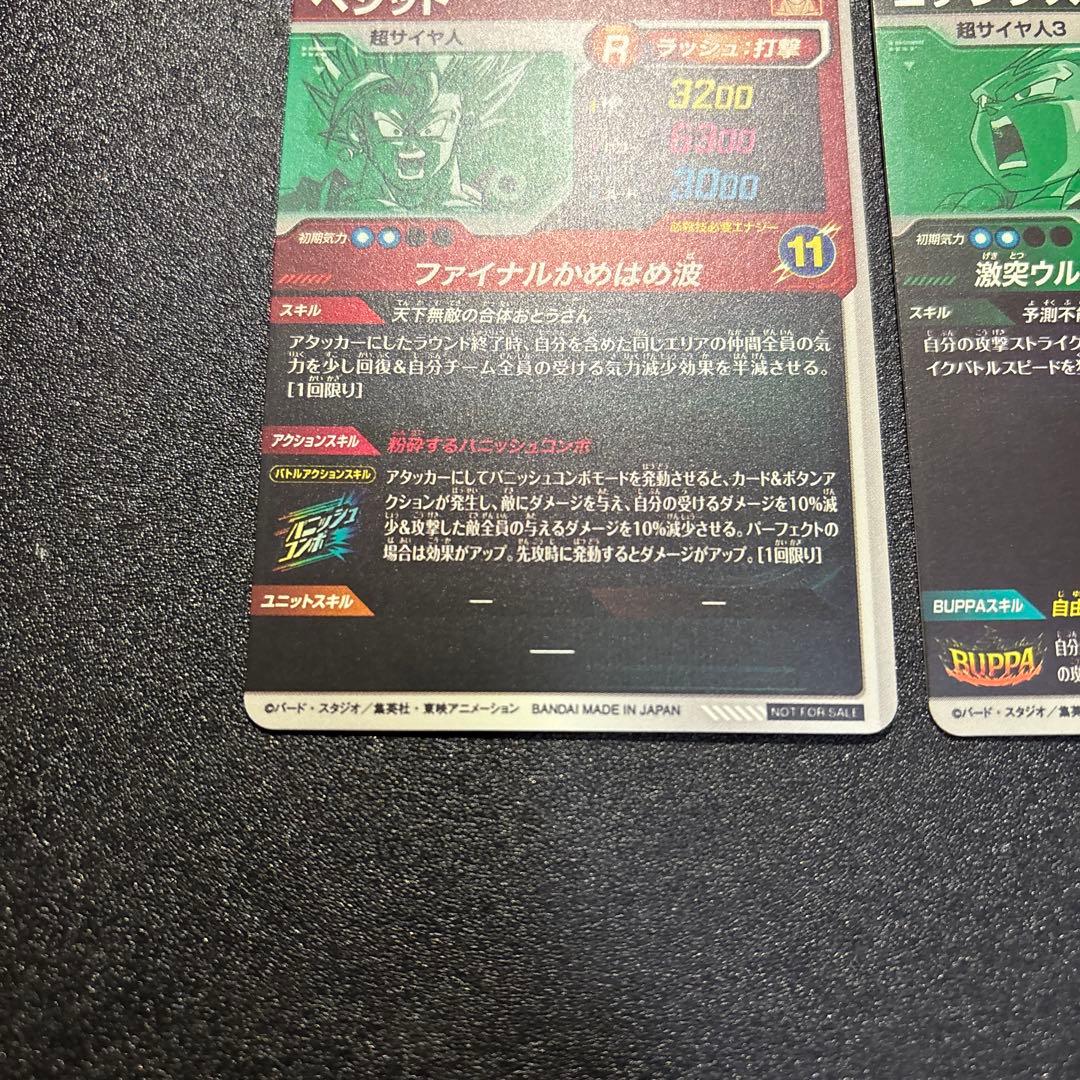 ベジット
超サイヤ人
R ラッシュ:打撃
3200
6300
3000
初期気力
必殺技必要エナジー
11
ファイナルかめはめ波
スキル
天下無敵の合体おとうさん
アタッカーにしたラウンド終了時、自分を含めた同じエリアの仲間全員の気
力を少し回復&自分チーム全員の受ける気力減少効果を半減させる。
[1回限り]
アクションスキル
粉砕するバニッシュコンボ
バトルアクションスキル
バニッシュ
コンボ
アタッカーにしてバニッシュコンボモードを発動させると、カード&ボタンア
クションが発生し、敵にダメージを与え、自分の受けるダメージを10%減
少&攻撃した敵全員の与えるダメージを10%減少させる。パーフェクトの
場合は効果がアップ。先攻時に発動するとダメージがアップ。[1回限り]
ユニットスキル
— —
—
©バード・スタジオ/集英社・東映アニメーション BANDAI MADE IN JAPAN NOT FOR SALE
超サイヤ人3
初期気力
激突ウル
スキル
予測不能
自分の攻撃ストライク
イクバトルスピードを
BUPPAスキル
自由
BUPPA
自分
の攻
©バード・スタジオ/集英